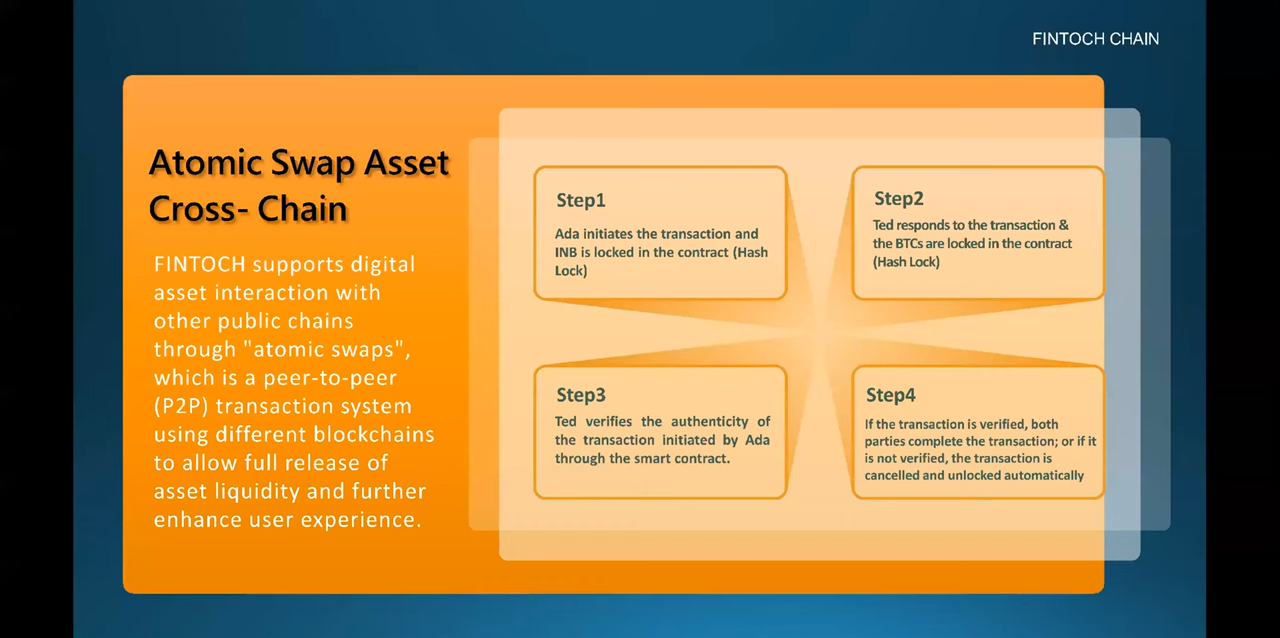 FINTOCH CHAIN
Atomic Swap Asset
Cross- Chain
FINTOCH supports digital
asset interaction with
other public chains
through "atomic swaps",
which is a peer-to-peer
(P2P) transaction system
using different blockchains
to allow full release of
asset liquidity and further
enhance user experience.
Step1
Ada initiates the transaction and
INB is locked in the contract (Hash
Lock)
Step2
Ted responds to the transaction &
the BTCs are locked in the contract
(Hash Lock)
Step3
Ted verifies the authenticity of
the transaction initiated by Ada
through the smart contract.
Step4
If the transaction is verified, both
parties complete the transaction; or if it
is not verified, the transaction is
cancelled and unlocked automatically